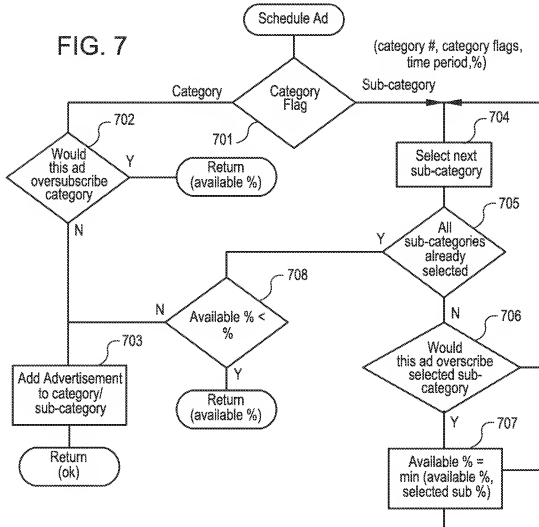 Schedule Ad
FIG. 7
(category #, category flags,
time period,%)
Category
Category
Flag
Sub-category
701
702
704
Would
this ad
oversubscribe
category
Y
Return
(available %)
Select next
sub-category
N
705
All
sub-categories
already
selected
Y
N
708
Available % <
%
N
Y
706
Would
this ad overscribe
selected sub-
category
Y
703
Add Advertisement
to category/
sub-category
Return
(available %)
707
Return
(ok)
Available % =
min (available %,
selected sub %)